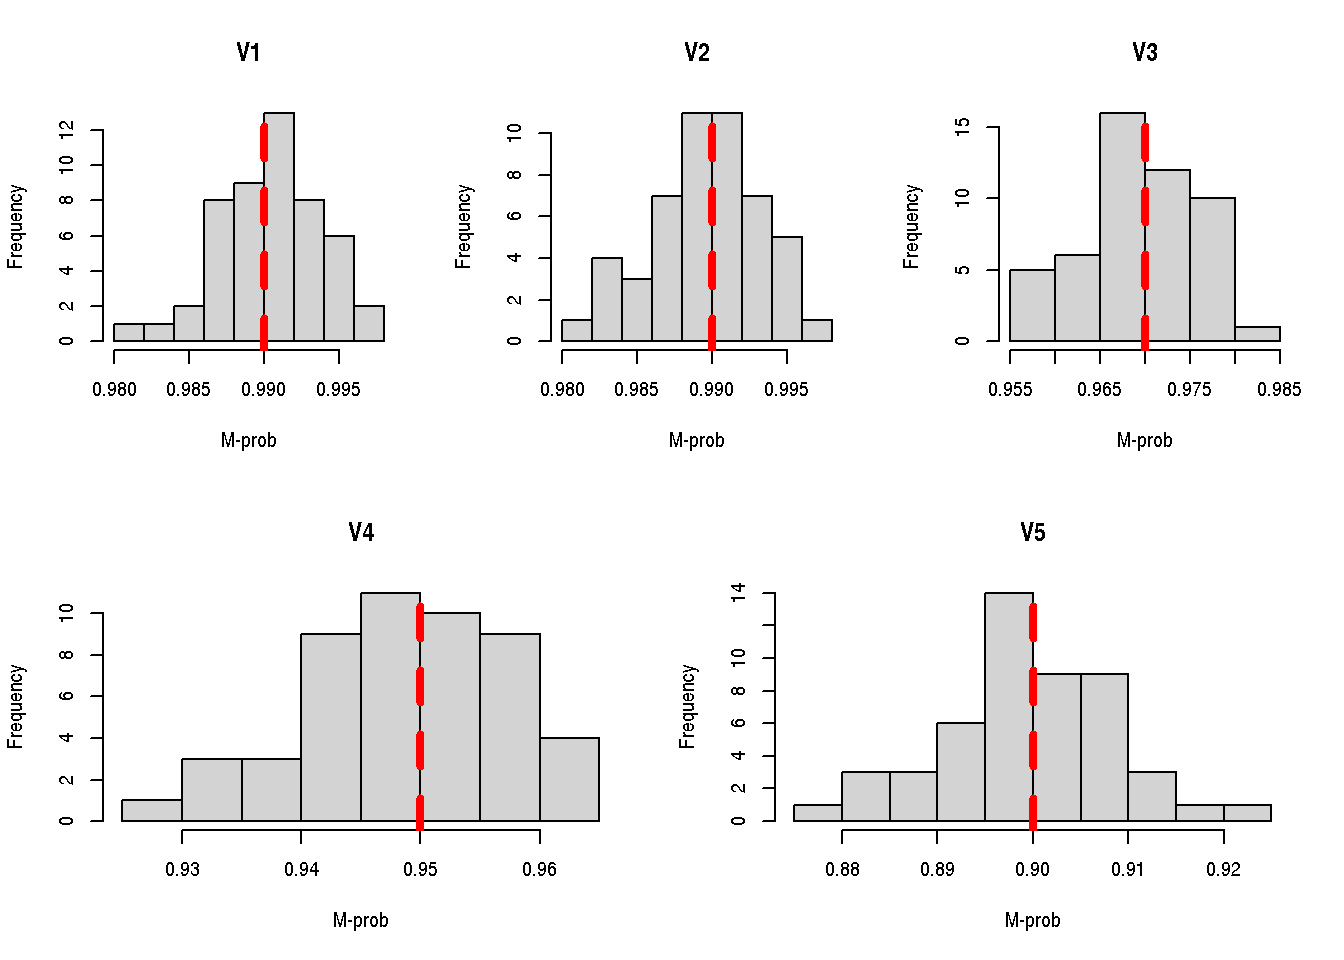 V1
Frequency
0 2 4 6 8 10 12
0.980 0.985 0.990 0.995
M-prob
V2
Frequency
0 2 4 6 8 10
0.980 0.985 0.990 0.995
M-prob
V3
Frequency
0 5 10 15
0.955 0.965 0.975 0.985
M-prob
V4
Frequency
0 2 4 6 8 10
0.93 0.94 0.95 0.96
M-prob
V5
Frequency
0 2 4 6 8 10 14
0.88 0.89 0.90 0.91 0.92
M-prob